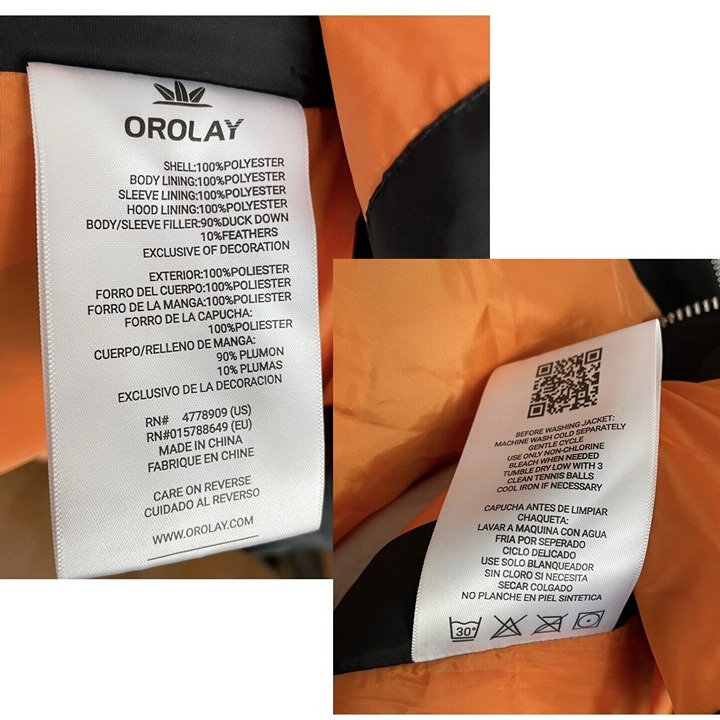 OROLAY
SHELL:100%POLYESTER
BODY LINING:100%POLYESTER
SLEEVE LINING:100%POLYESTER
HOOD LINING:100%POLYESTER
BODY/SLEEVE FILLER:90%DUCK DOWN
10%FEATHERS
EXCLUSIVE OF DECORATION
EXTERIOR:100%POLIESTER
FORRO DEL CUERPO:100%POLIESTER
FORRO DE LA MANGA:100%POLIESTER
FORRO DE LA CAPUCHA:
100%POLIESTER
CUERPO/RELLENO DE MANGA:
90% PLUMON
10% PLUMAS
EXCLUSIVO DE LA DECORACION
RN# 4778909 (US)
RN#015788649 (EU)
MADE IN CHINA
FABRIQUE EN CHINE
CARE ON REVERSE
CUIDADO AL REVERSO
WWW.OROLAY.COM
BEFORE WASHING JACKET:
MACHINE WASH COLD SEPARATELY
GENTLE CYCLE
USE ONLY NON-CHLORINE
BLEACH WHEN NEEDED
TUMBLE DRY LOW WITH 3
CLEAN TENNIS BALLS
COOL IRON IF NECESSARY
CAPUCHA ANTES DE LIMPIAR
CHAQUETA:
LAVAR A MAQUINA CON AGUA
FRIA POR SEPERADO
CICLO DELICADO
USE SOLO BLANQUEADOR
SIN CLORO SI NECESITA
SECAR COLGADO
NO PLANCHE EN PIEL SINTETICA
30°